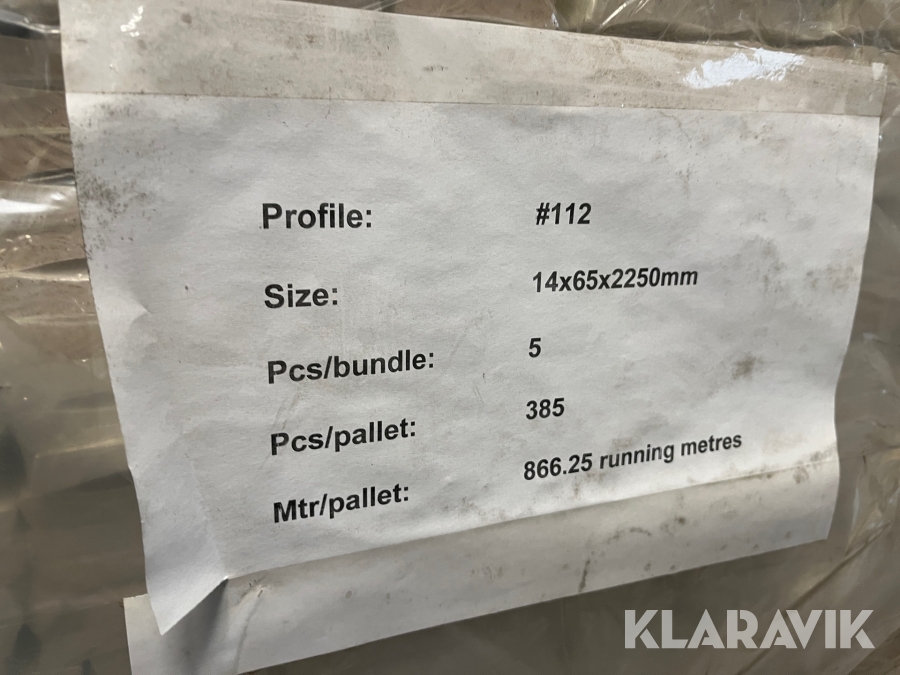 Profile: #112
Size: 14x65x2250mm
Pcs/bundle: 5
Pcs/pallet: 385
Mtr/pallet: 866.25 running metres
KLARAVIK